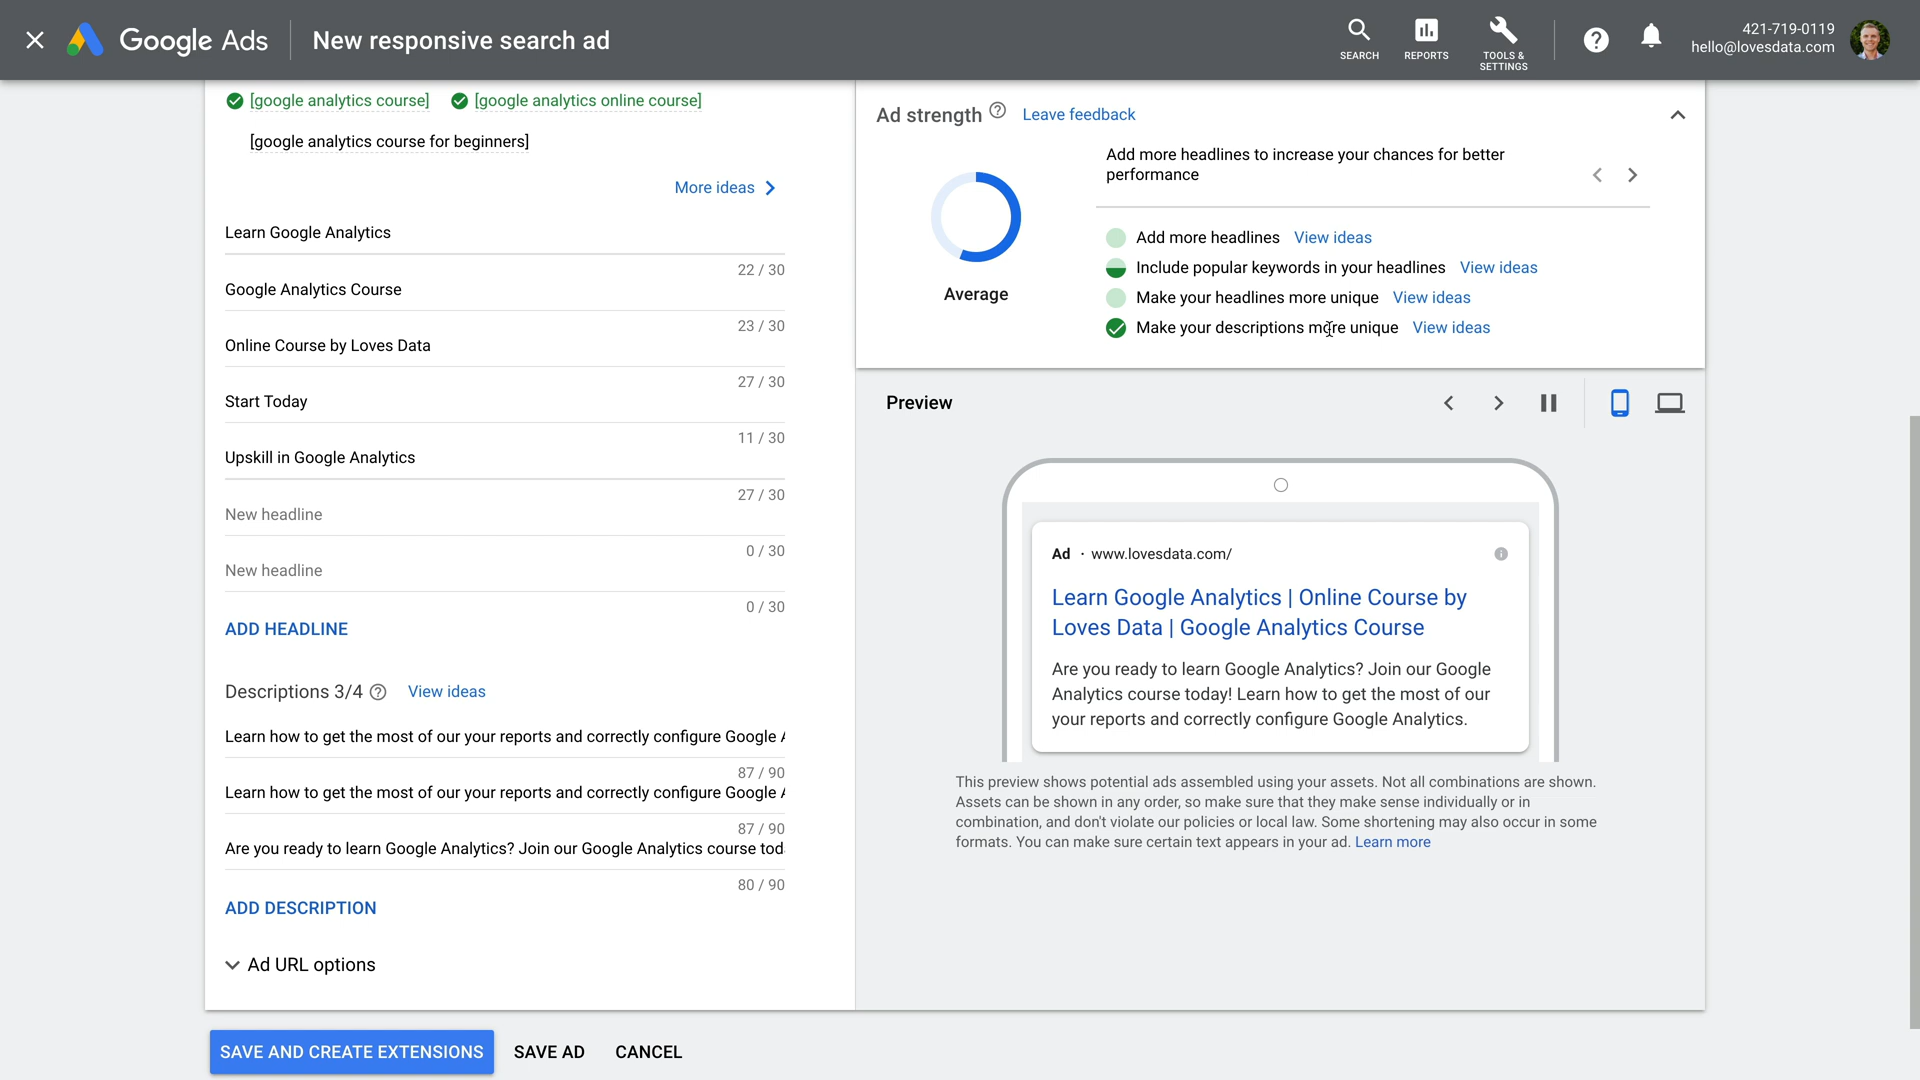 Google Ads
New responsive search ad
SEARCH
REPORTS
TOOLS &
SETTINGS
421-719-0119
hello@lovesdata.com
[google analytics course]
[google analytics online course]
[google analytics course for beginners]
More ideas
Learn Google Analytics
22 / 30
Google Analytics Course
23 / 30
Online Course by Loves Data
27 / 30
Start Today
11 / 30
Upskill in Google Analytics
27 / 30
New headline
0 / 30
New headline
0 / 30
ADD HEADLINE
Descriptions 3/4
View ideas
Learn how to get the most of our your reports and correctly configure Google A
87 / 90
Learn how to get the most of our your reports and correctly configure Google A
87 / 90
Are you ready to learn Google Analytics? Join our Google Analytics course tod
80 / 90
ADD DESCRIPTION
Ad URL options
SAVE AND CREATE EXTENSIONS
SAVE AD
CANCEL
Ad strength
Leave feedback
Average
Add more headlines to increase your chances for better
performance
Add more headlines View ideas
Include popular keywords in your headlines View ideas
Make your headlines more unique View ideas
Make your descriptions more unique View ideas
Preview
Ad · www.lovesdata.com/
Learn Google Analytics | Online Course by
Loves Data | Google Analytics Course
Are you ready to learn Google Analytics? Join our Google
Analytics course today! Learn how to get the most of our
your reports and correctly configure Google Analytics.
This preview shows potential ads assembled using your assets. Not all combinations are shown.
Assets can be shown in any order, so make sure that they make sense individually or in
combination, and don't violate our policies or local law. Some shortening may also occur in some
formats. You can make sure certain text appears in your ad. Learn more